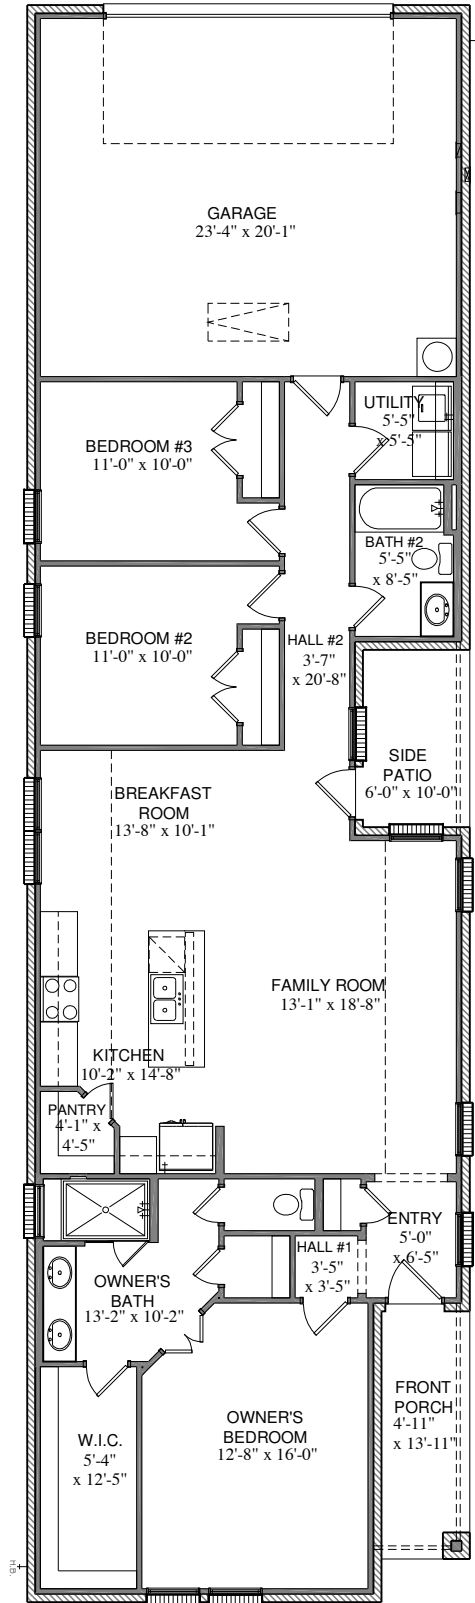 GARAGE
23'-4" x 20'-1"
UTILITY
5'-5"
x 5'-5"
BEDROOM #3
11'-0" x 10'-0"
BATH #2
5'-5"
x 8'-5"
BEDROOM #2
11'-0" x 10'-0"
HALL #2
3'-7"
x 20'-8"
SIDE
PATIO
6'-0" x 10'-0"
BREAKFAST
ROOM
13'-8" x 10'-1"
FAMILY ROOM
13'-1" x 18'-8"
KITCHEN
10'-2" x 14'-8"
PANTRY
4'-1" x
4'-5"
ENTRY
5'-0"
x 6'-5"
HALL #1
3'-5"
x 3'-5"
OWNER'S
BATH
13'-2" x 10'-2"
FRONT
PORCH
4'-11"
x 13'-11"
OWNER'S
BEDROOM
12'-8" x 16'-0"
W.I.C.
5'-4"
x 12'-5"
H.B.